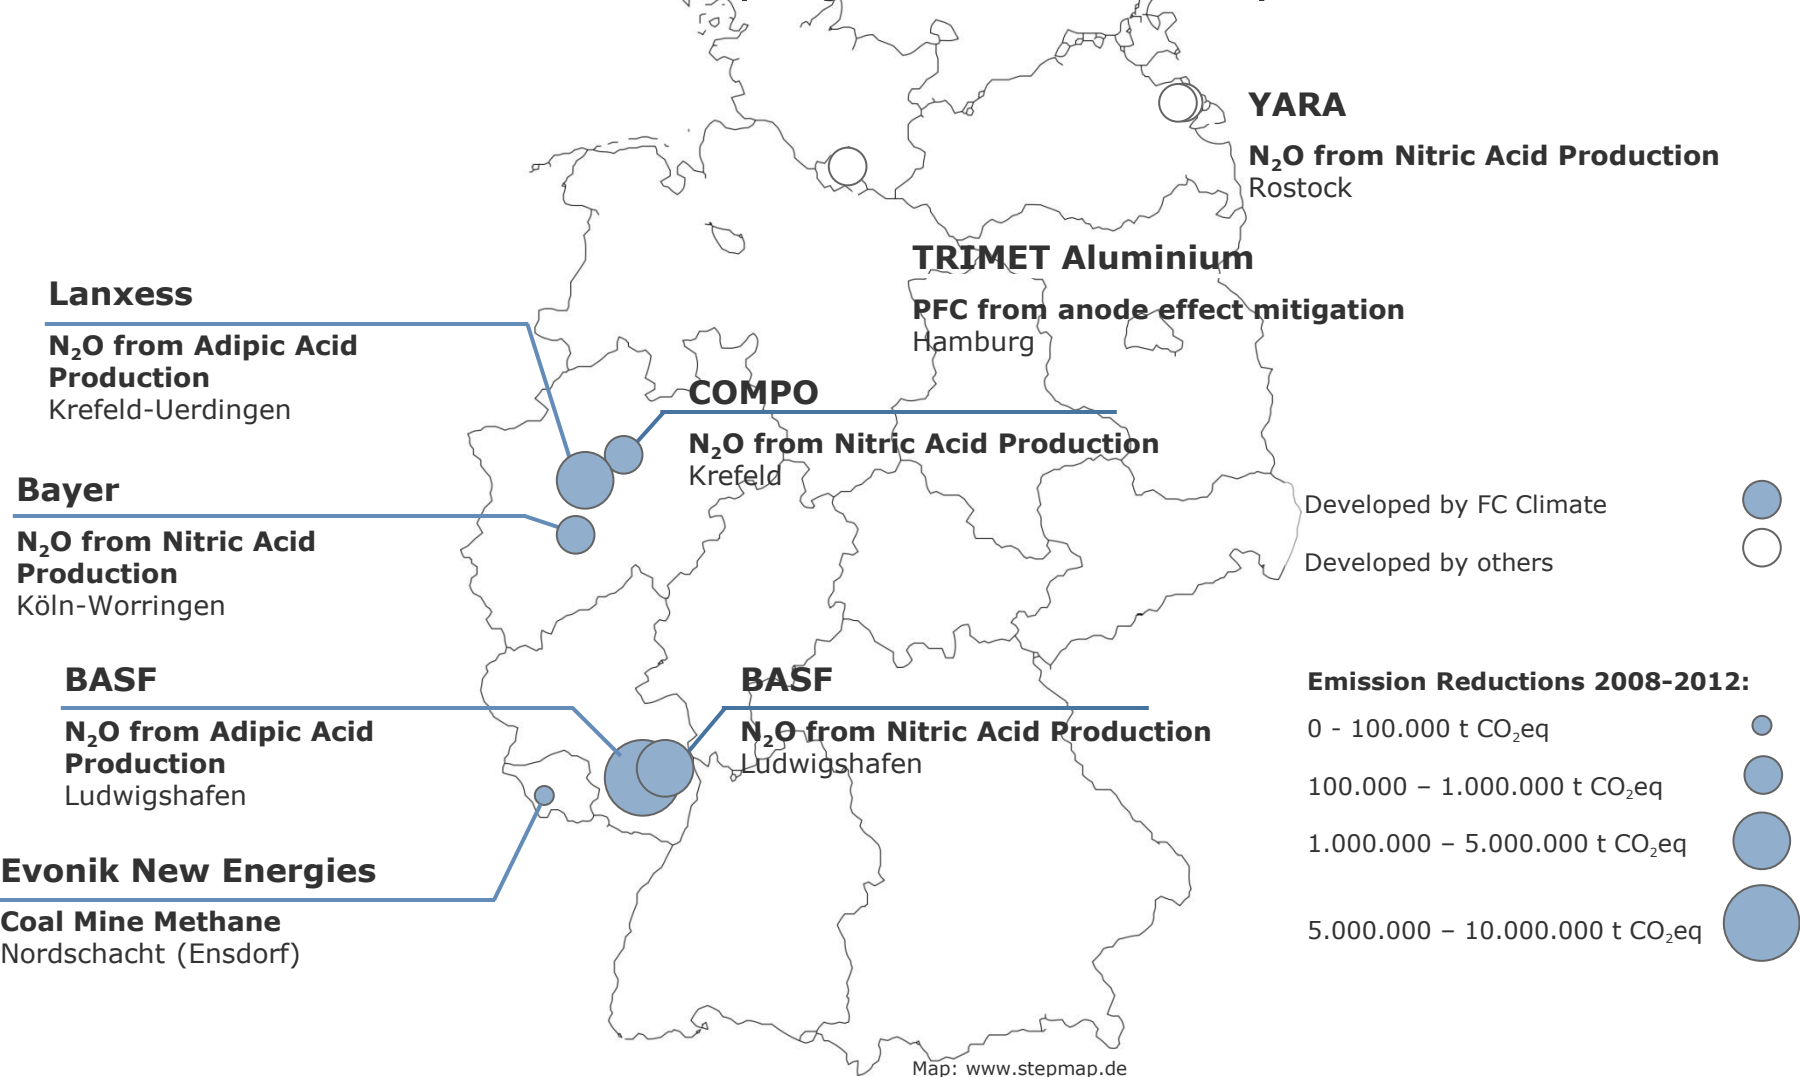 YARA
N₂O from Nitric Acid Production
Rostock
TRIMET Aluminium
PFC from anode effect mitigation
Hamburg
Lanxess
N₂O from Adipic Acid
Production
Krefeld-Uerdingen
COMPO
N₂O from Nitric Acid Production
Krefeld
Bayer
N₂O from Nitric Acid
Production
Köln-Worringen
Developed by FC Climate
Developed by others
BASF
N₂O from Adipic Acid
Production
Ludwigshafen
BASF
N₂O from Nitric Acid Production
Ludwigshafen
Evonik New Energies
Coal Mine Methane
Nordschacht (Ensdorf)
Emission Reductions 2008-2012:
0 - 100.000 t CO₂eq
100.000 – 1.000.000 t CO₂eq
1.000.000 – 5.000.000 t CO₂eq
5.000.000 – 10.000.000 t CO₂eq
Map: www.stepmap.de